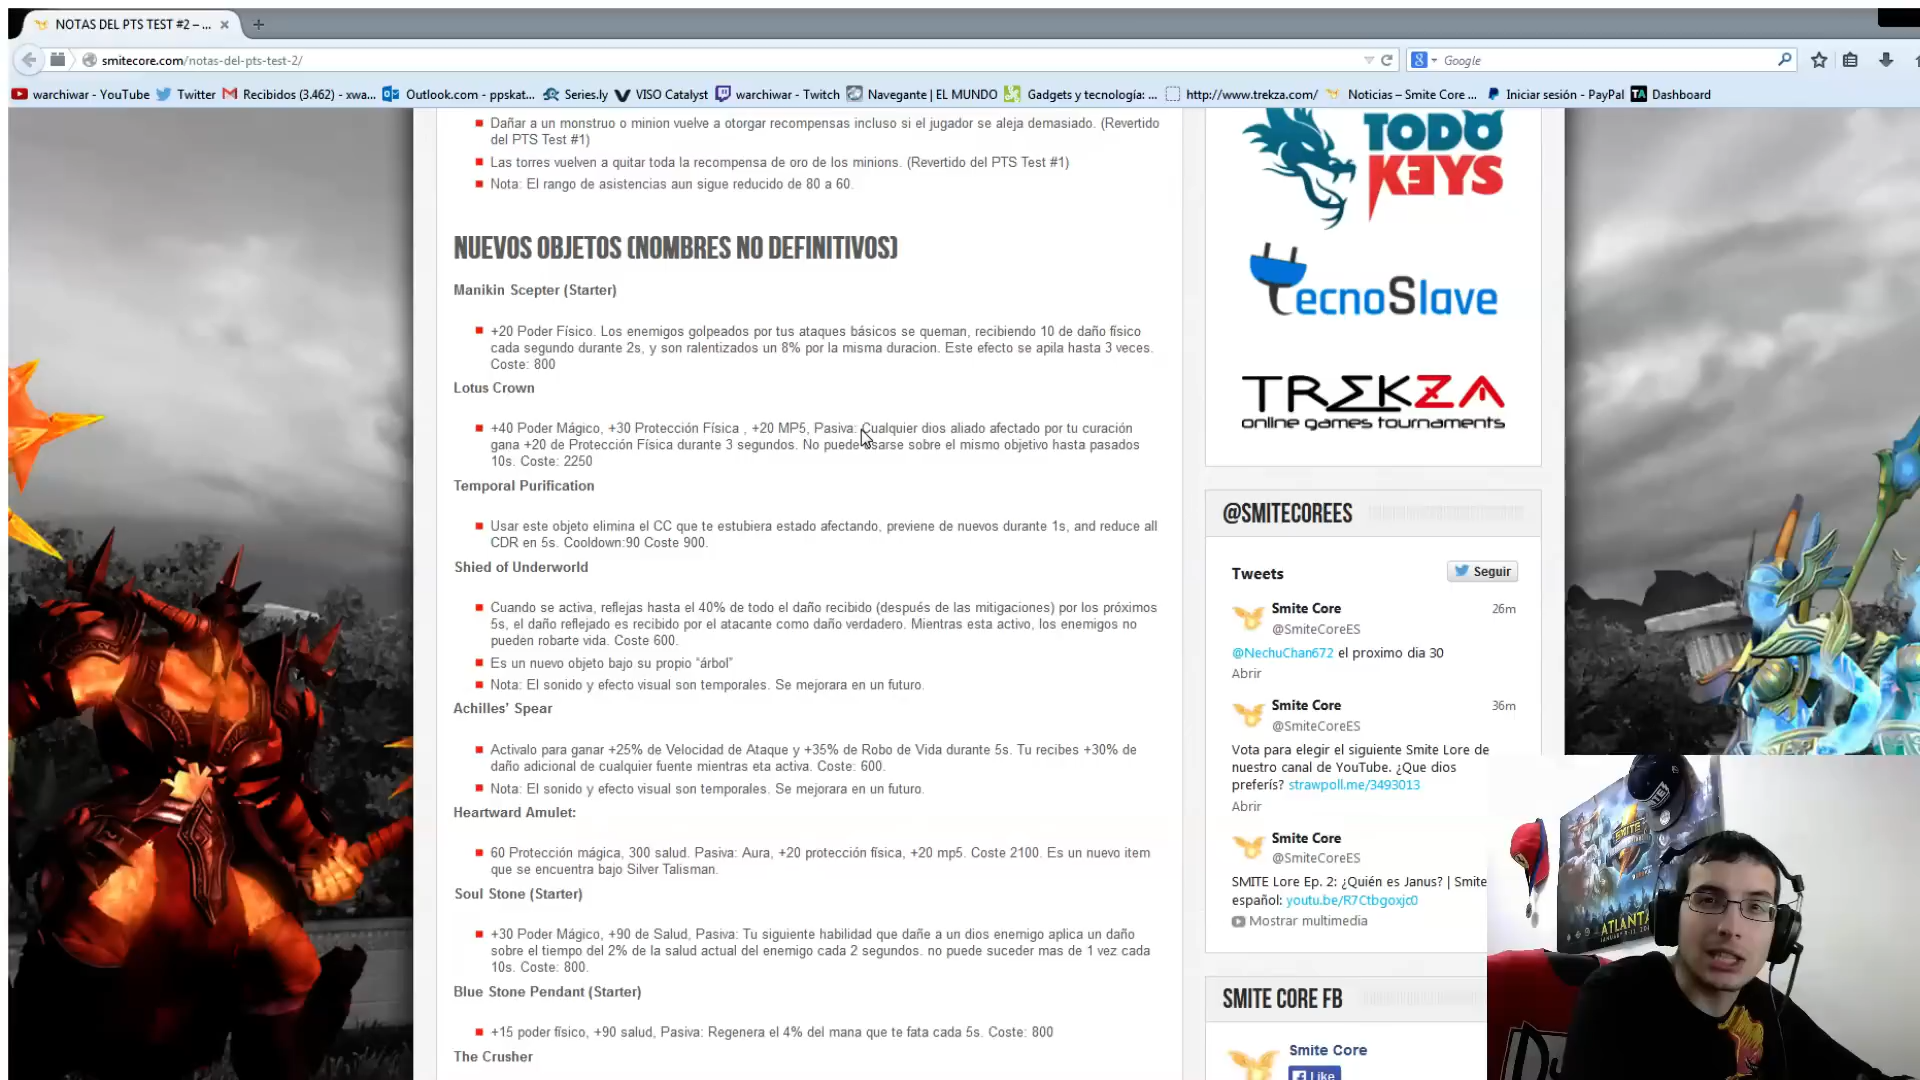 NOTAS DEL PTS TEST #2 – ...
smitecore.com/notas-del-pts-test-2/
Google
warchiwar - YouTube
Twitter
Recibidos (3.462) - xwa...
Outlook.com - ppskat...
Series.ly
VISO Catalyst
warchiwar - Twitch
Navegante | EL MUNDO
Gadgets y tecnología: ...
http://www.trekza.com/
Noticias – Smite Core ...
Iniciar sesión - PayPal
TA Dashboard
Dañar a un monstruo o minion vuelve a otorgar recompensas incluso si el jugador se aleja demasiado. (Revertido
del PTS Test #1)
Las torres vuelven a quitar toda la recompensa de oro de los minions. (Revertido del PTS Test #1)
Nota: El rango de asistencias aun sigue reducido de 80 a 60.
NUEVOS OBJETOS (NOMBRES NO DEFINITIVOS)
Manikin Scepter (Starter)
+20 Poder Físico. Los enemigos golpeados por tus ataques básicos se queman, recibiendo 10 de daño físico
cada segundo durante 2s, y son ralentizados un 8% por la misma duracion. Este efecto se apila hasta 3 veces.
Coste: 800
Lotus Crown
+40 Poder Mágico, +30 Protección Física , +20 MP5, Pasiva: Cualquier dios aliado afectado por tu curación
gana +20 de Protección Física durante 3 segundos. No puede usarse sobre el mismo objetivo hasta pasados
10s. Coste: 2250
Temporal Purification
Usar este objeto elimina el CC que te estubiera estado afectando, previene de nuevos durante 1s, and reduce all
CDR en 5s. Cooldown:90 Coste 900.
Shied of Underworld
Cuando se activa, reflejas hasta el 40% de todo el daño recibido (después de las mitigaciones) por los próximos
5s, el daño reflejado es recibido por el atacante como daño verdadero. Mientras esta activo, los enemigos no
pueden robarte vida. Coste 600.
Es un nuevo objeto bajo su propio “árbol”
Nota: El sonido y efecto visual son temporales. Se mejorara en un futuro.
Achilles’ Spear
Activalo para ganar +25% de Velocidad de Ataque y +35% de Robo de Vida durante 5s. Tu recibes +30% de
daño adicional de cualquier fuente mientras eta activa. Coste: 600.
Nota: El sonido y efecto visual son temporales. Se mejorara en un futuro.
Heartward Amulet:
60 Protección mágica, 300 salud. Pasiva: Aura, +20 protección física, +20 mp5. Coste 2100. Es un nuevo item
que se encuentra bajo Silver Talisman.
Soul Stone (Starter)
+30 Poder Mágico, +90 de Salud, Pasiva: Tu siguiente habilidad que dañe a un dios enemigo aplica un daño
sobre el tiempo del 2% de la salud actual del enemigo cada 2 segundos. no puede suceder mas de 1 vez cada
10s. Coste: 800.
Blue Stone Pendant (Starter)
+15 poder físico, +90 salud, Pasiva: Regenera el 4% del mana que te fata cada 5s. Coste: 800
The Crusher
TODO
KEYS
TecnoSlave
TREKZA
online games tournaments
@SMITECOREES
Tweets
Seguir
Smite Core
26m
@SmiteCoreES
@NechuChan672 el proximo dia 30
Abrir
Smite Core
36m
@SmiteCoreES
Vota para elegir el siguiente Smite Lore de
nuestro canal de YouTube. ¿Que dios
preferís? strawpoll.me/3493013
Abrir
Smite Core
@SmiteCoreES
SMITE Lore Ep. 2: ¿Quién es Janus? | Smite
español: youtu.be/R7Ctbgoxjc0
Mostrar multimedia
SMITE CORE FB
Smite Core
Like
SMITE
ATLANTA